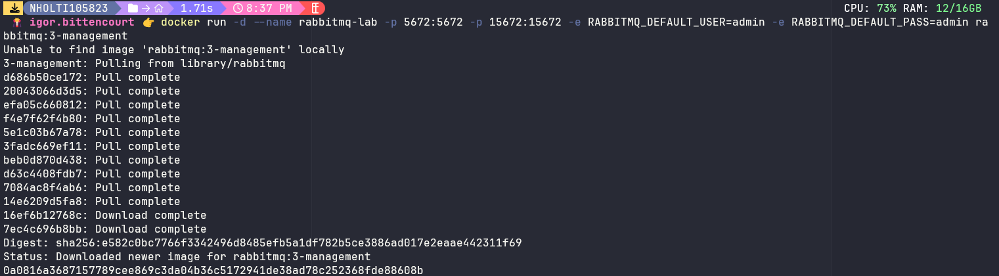 NHOLTI105823 1.71s 8:37 PM CPU: 73% RAM: 12/16GB
igor.bittencourt docker run -d --name rabbitmq-lab -p 5672:5672 -p 15672:15672 -e RABBITMQ_DEFAULT_USER=admin -e RABBITMQ_DEFAULT_PASS=admin ra
bbitmq:3-management
Unable to find image 'rabbitmq:3-management' locally
3-management: Pulling from library/rabbitmq
d686b50ce172: Pull complete
20043066d3d5: Pull complete
efa05c660812: Pull complete
f4e7f62f4b80: Pull complete
5e1c03b67a78: Pull complete
3fadc669ef11: Pull complete
beb0d870d438: Pull complete
d63c4408fdb7: Pull complete
7084ac8f4ab6: Pull complete
14e6209d5fa8: Pull complete
16ef6b12768c: Download complete
7ec4c696b8bb: Download complete
Digest: sha256:e582c0bc7766f3342496d8485efb5a1df782b5ce3886ad017e2eaae442311f69
Status: Downloaded newer image for rabbitmq:3-management
0a0816a3687157789cee869c3da04b36c5172941de38ad78c252368fde88608b